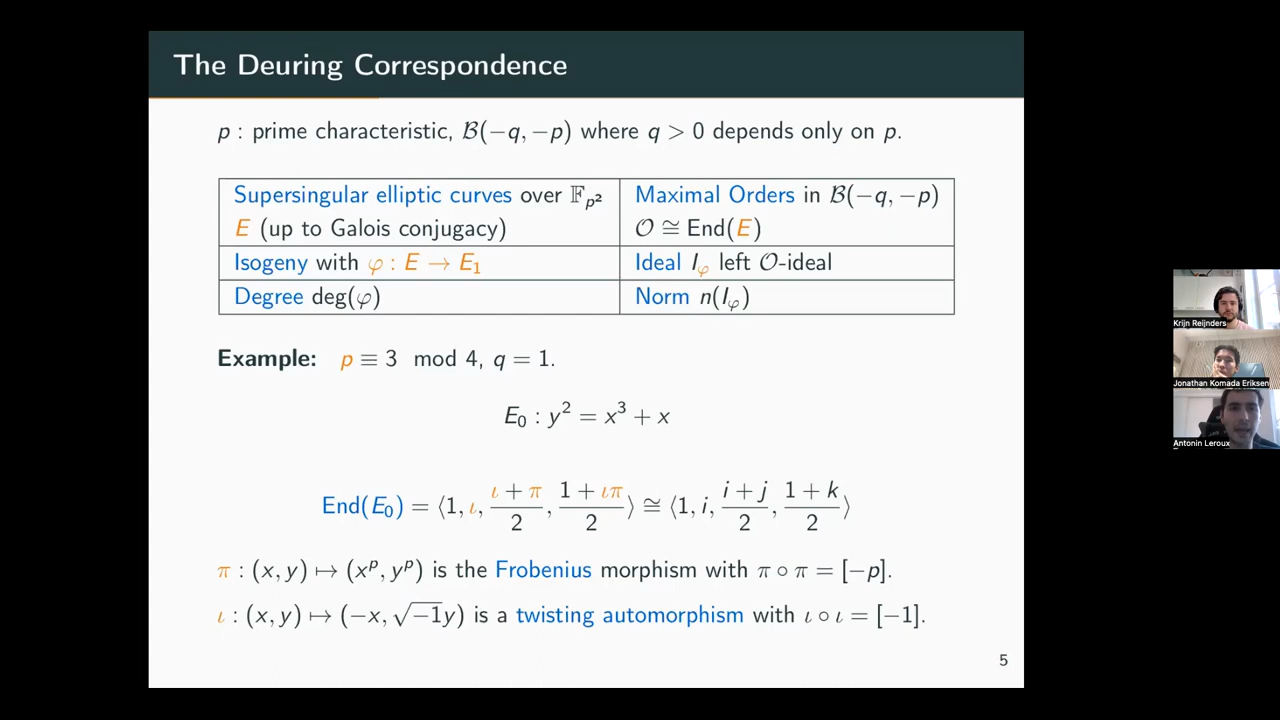 The Deuring Correspondence
p : prime characteristic, ℬ(−q, −p) where q > 0 depends only on p.
Supersingular elliptic curves over 𝔽_{p²}
E (up to Galois conjugacy)
Maximal Orders in ℬ(−q, −p)
𝒪 ≅ End(E)
Isogeny with φ : E → E₁
Ideal I_φ left 𝒪-ideal
Degree deg(φ)
Norm n(I_φ)
Example: p ≡ 3 mod 4, q = 1.
E₀ : y² = x³ + x
End(E₀) = ⟨1, ι, (ι + π)/2, (1 + ιπ)/2⟩ ≅ ⟨1, i, (i + j)/2, (1 + k)/2⟩
π : (x, y) ↦ (x^p, y^p) is the Frobenius morphism with π ∘ π = [−p].
ι : (x, y) ↦ (−x, √−1y) is a twisting automorphism with ι ∘ ι = [−1].
5
Krijn Reijnders
Jonathan Komada Eriksen
Antonin Leroux